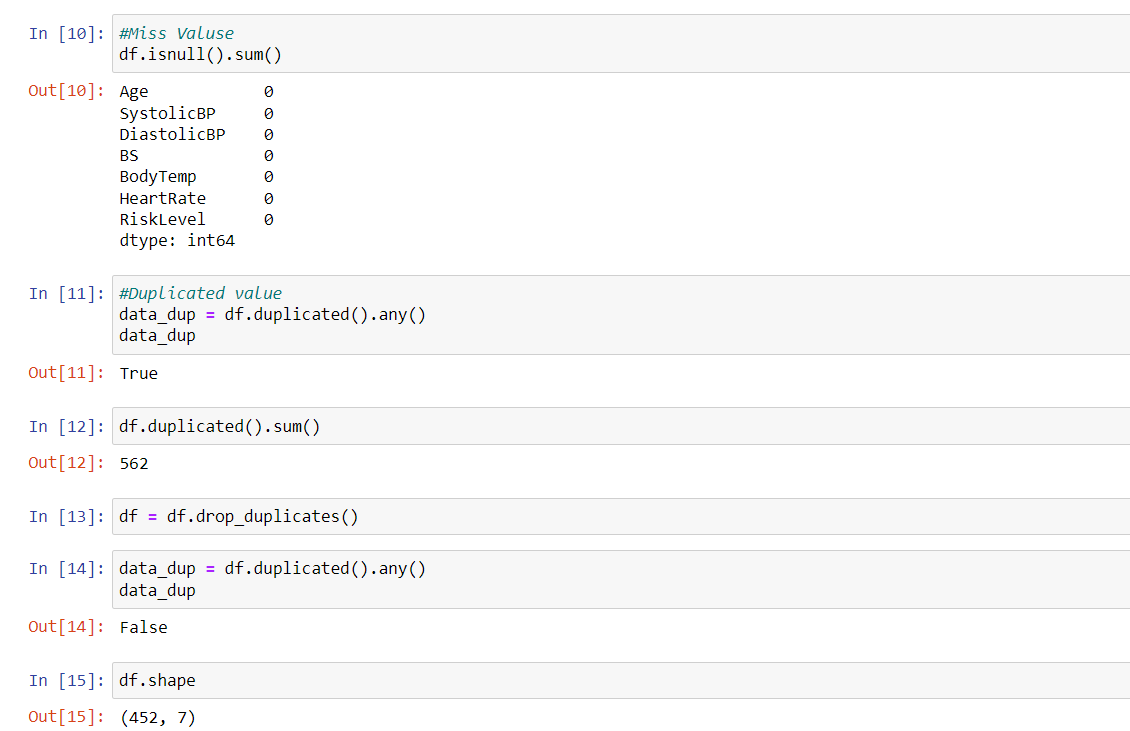 In [10]: #Miss Valuse
df.isnull().sum()
Out[10]: Age 0
SystolicBP 0
DiastolicBP 0
BS 0
BodyTemp 0
HeartRate 0
RiskLevel 0
dtype: int64
In [11]: #Duplicated value
data_dup = df.duplicated().any()
data_dup
Out[11]: True
In [12]: df.duplicated().sum()
Out[12]: 562
In [13]: df = df.drop_duplicates()
In [14]: data_dup = df.duplicated().any()
data_dup
Out[14]: False
In [15]: df.shape
Out[15]: (452, 7)